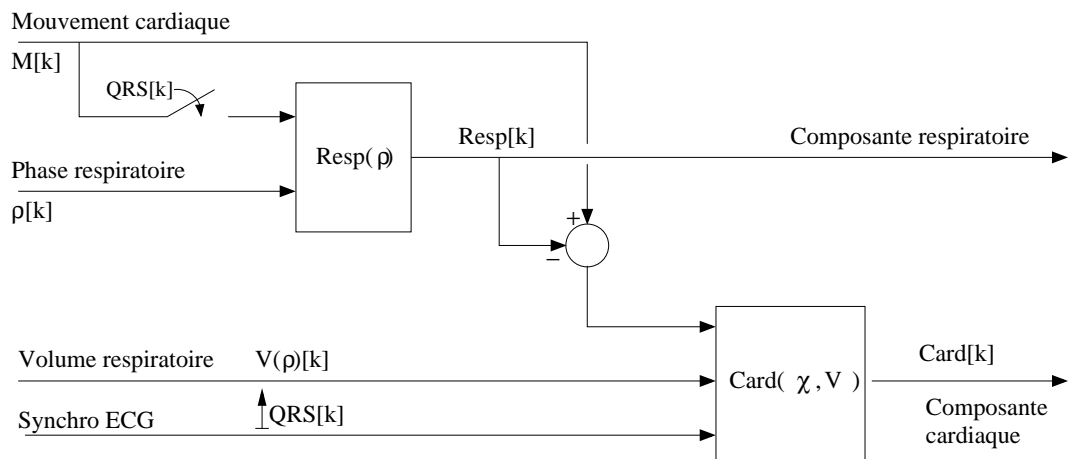 Mouvement cardiaque
M[k]
QRS[k]
Resp(ρ)
Resp[k]
Composante respiratoire
Phase respiratoire
ρ[k]
+
−
Volume respiratoire
V(ρ)[k]
Card(χ,V)
Card[k]
Synchro ECG
QRS[k]
Composante
cardiaque